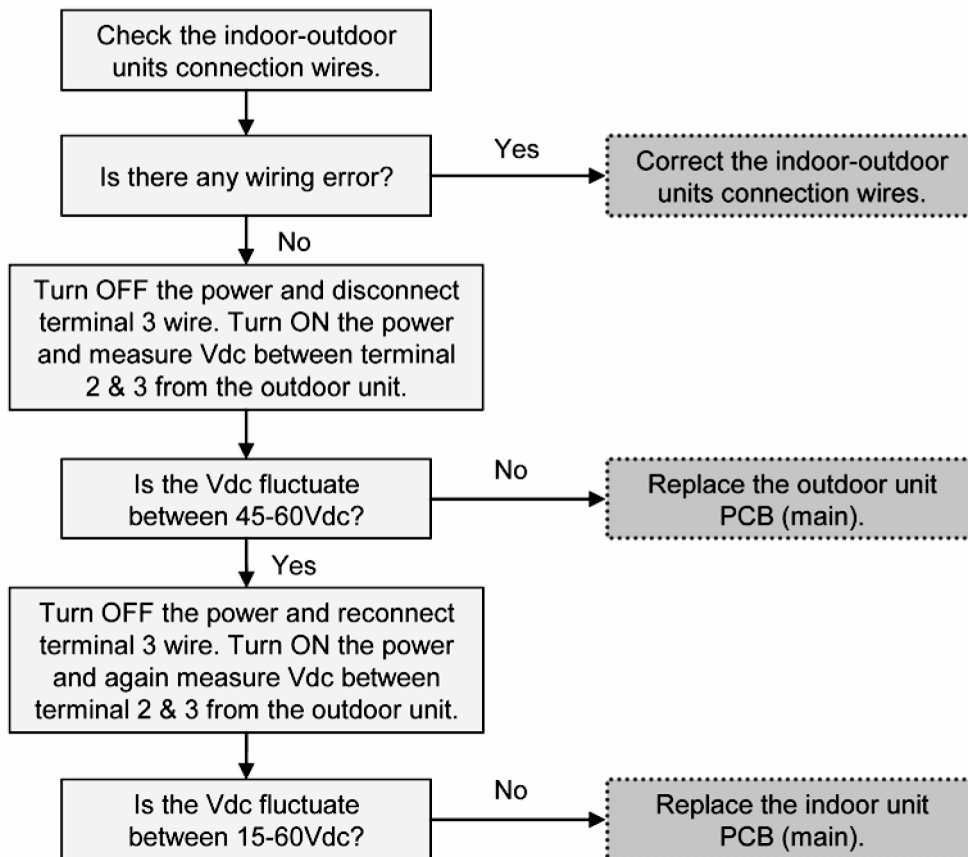 Check the indoor-outdoor
units connection wires.
Is there any wiring error?
Yes
Correct the indoor-outdoor
units connection wires.
No
Turn OFF the power and disconnect
terminal 3 wire. Turn ON the power
and measure Vdc between terminal
2 & 3 from the outdoor unit.
Is the Vdc fluctuate
between 45-60Vdc?
No
Replace the outdoor unit
PCB (main).
Yes
Turn OFF the power and reconnect
terminal 3 wire. Turn ON the power
and again measure Vdc between
terminal 2 & 3 from the outdoor unit.
Is the Vdc fluctuate
between 15-60Vdc?
No
Replace the indoor unit
PCB (main).